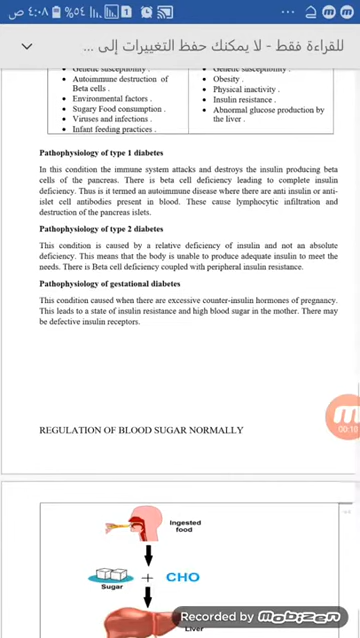 ٤:٠٨ ص
%٥٤
للقراءة فقط - لا يمكنك حفظ التغييرات إلى ...
• Genetic susceptibility .
• Autoimmune destruction of Beta cells .
• Environmental factors .
• Sugary Food consumption .
• Viruses and infections .
• Infant feeding practices .
• Genetic susceptibility .
• Obesity .
• Physical inactivity .
• Insulin resistance .
• Abnormal glucose production by the liver .
Pathophysiology of type 1 diabetes
In this condition the immune system attacks and destroys the insulin producing beta
cells of the pancreas. There is beta cell deficiency leading to complete insulin
deficiency. Thus is it termed an autoimmune disease where there are anti insulin or anti-
islet cell antibodies present in blood. These cause lymphocytic infiltration and
destruction of the pancreas islets.
Pathophysiology of type 2 diabetes
This condition is caused by a relative deficiency of insulin and not an absolute
deficiency. This means that the body is unable to produce adequate insulin to meet the
needs. There is Beta cell deficiency coupled with peripheral insulin resistance.
Pathophysiology of gestational diabetes
This condition caused when there are excessive counter-insulin hormones of pregnancy.
This leads to a state of insulin resistance and high blood sugar in the mother. There may
be defective insulin receptors.
00:10
REGULATION OF BLOOD SUGAR NORMALLY
Ingested
food
Sugar
+ CHO
Liver
Recorded by Mobizen